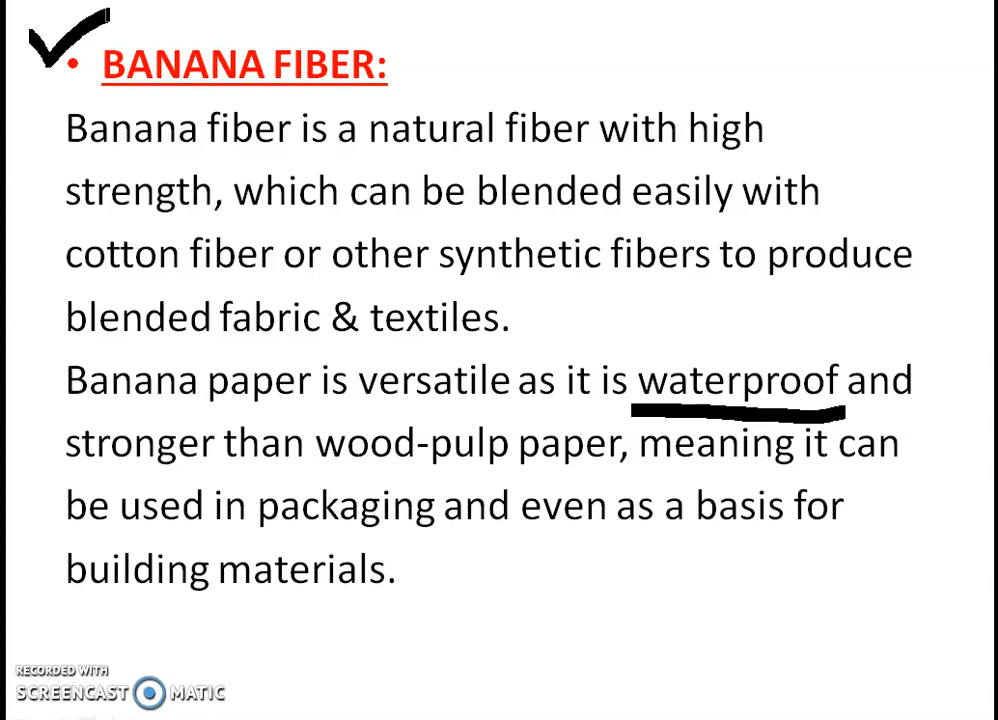 • BANANA FIBER:
Banana fiber is a natural fiber with high
strength, which can be blended easily with
cotton fiber or other synthetic fibers to produce
blended fabric & textiles.
Banana paper is versatile as it is waterproof and
stronger than wood-pulp paper, meaning it can
be used in packaging and even as a basis for
building materials.
RECORDED WITH
SCREENCAST MATIC